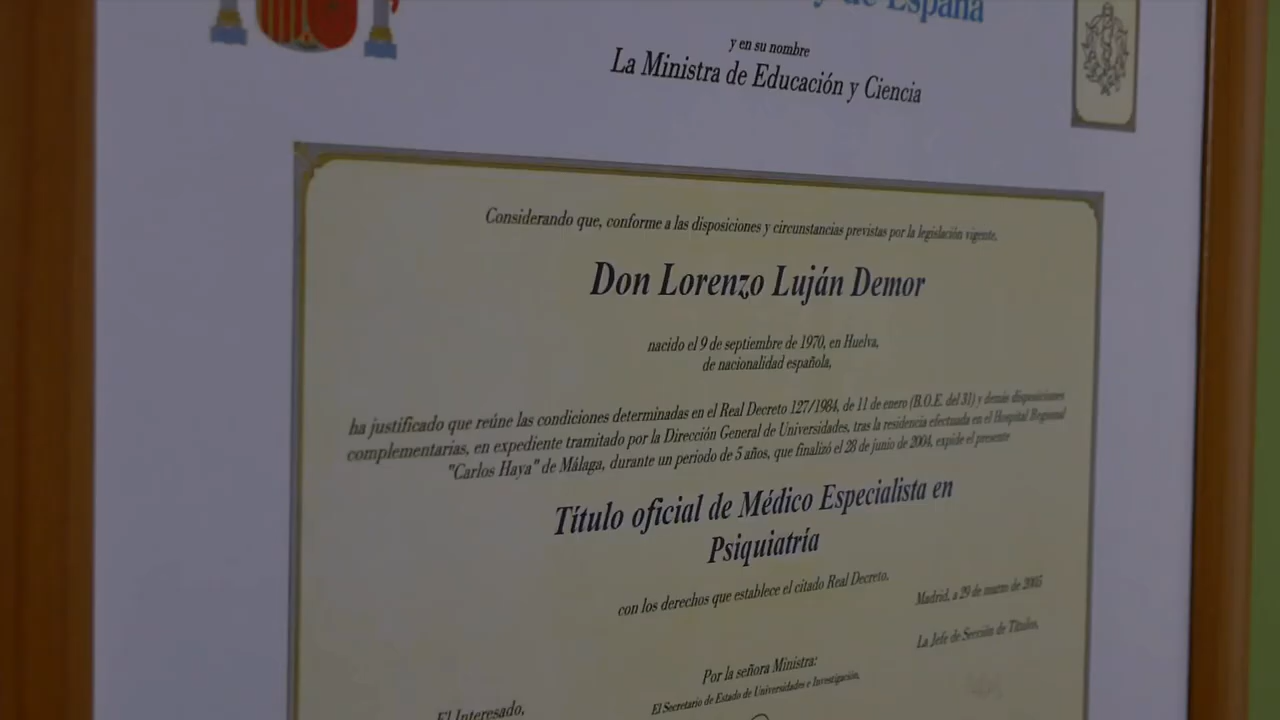 y de España
y en su nombre
La Ministra de Educación y Ciencia
Considerando que, conforme a las disposiciones y circunstancias previstas por la legislación vigente,
Don Lorenzo Luján Demor
nacido el 9 de septiembre de 1970, en Huelva,
de nacionalidad española,
ha justificado que reúne las condiciones determinadas en el Real Decreto 127/1984, de 11 de enero (B.O.E. del 31) y demás disposiciones
complementarias, en expediente tramitado por la Dirección General de Universidades, tras la residencia efectuada en el Hospital Regional
"Carlos Haya" de Málaga, durante un periodo de 5 años, que finalizó el 28 de junio de 2004, expide el presente
Título oficial de Médico Especialista en
Psiquiatría
con los derechos que establece el citado Real Decreto.
Madrid, a 29 de marzo de 2005
La Jefe de Sección de Títulos,
Por la señora Ministra:
El Secretario de Estado de Universidades e Investigación,
El Interesado,